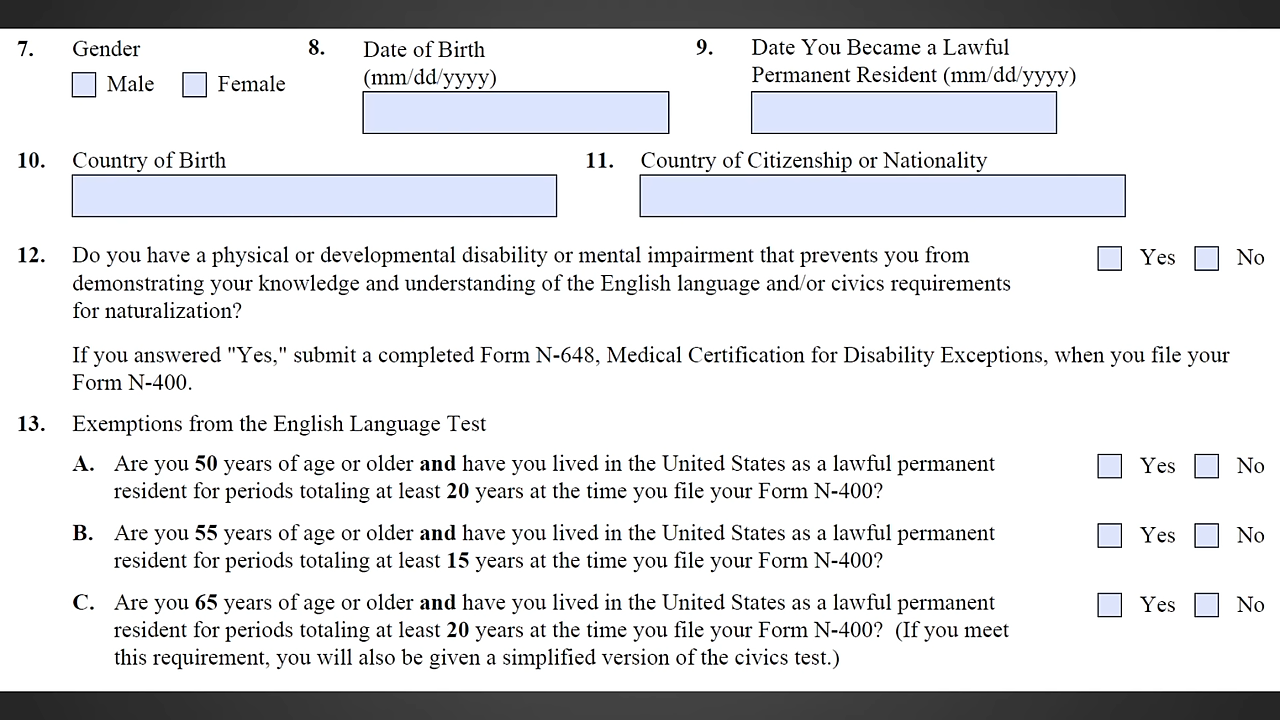 7. Gender
Male Female
8. Date of Birth
(mm/dd/yyyy)
9. Date You Became a Lawful
Permanent Resident (mm/dd/yyyy)
10. Country of Birth
11. Country of Citizenship or Nationality
12. Do you have a physical or developmental disability or mental impairment that prevents you from
demonstrating your knowledge and understanding of the English language and/or civics requirements
for naturalization?
Yes No
If you answered "Yes," submit a completed Form N-648, Medical Certification for Disability Exceptions, when you file your
Form N-400.
13. Exemptions from the English Language Test
A. Are you 50 years of age or older and have you lived in the United States as a lawful permanent
resident for periods totaling at least 20 years at the time you file your Form N-400?
Yes No
B. Are you 55 years of age or older and have you lived in the United States as a lawful permanent
resident for periods totaling at least 15 years at the time you file your Form N-400?
Yes No
C. Are you 65 years of age or older and have you lived in the United States as a lawful permanent
resident for periods totaling at least 20 years at the time you file your Form N-400? (If you meet
this requirement, you will also be given a simplified version of the civics test.)
Yes No